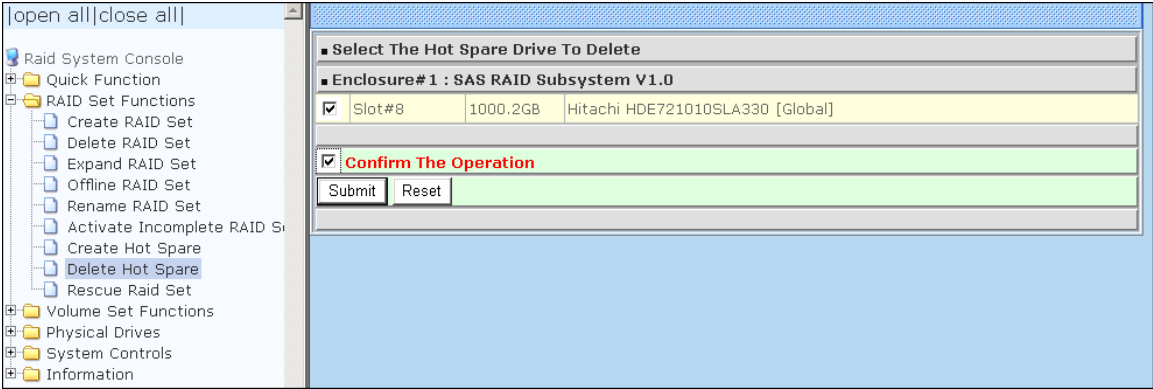 |open all|close all|
Raid System Console
Quick Function
RAID Set Functions
Create RAID Set
Delete RAID Set
Expand RAID Set
Offline RAID Set
Rename RAID Set
Activate Incomplete RAID Se
Create Hot Spare
Delete Hot Spare
Rescue Raid Set
Volume Set Functions
Physical Drives
System Controls
Information
Select The Hot Spare Drive To Delete
Enclosure#1 : SAS RAID Subsystem V1.0
Slot#8 1000.2GB Hitachi HDE721010SLA330 [Global]
Confirm The Operation
Submit Reset